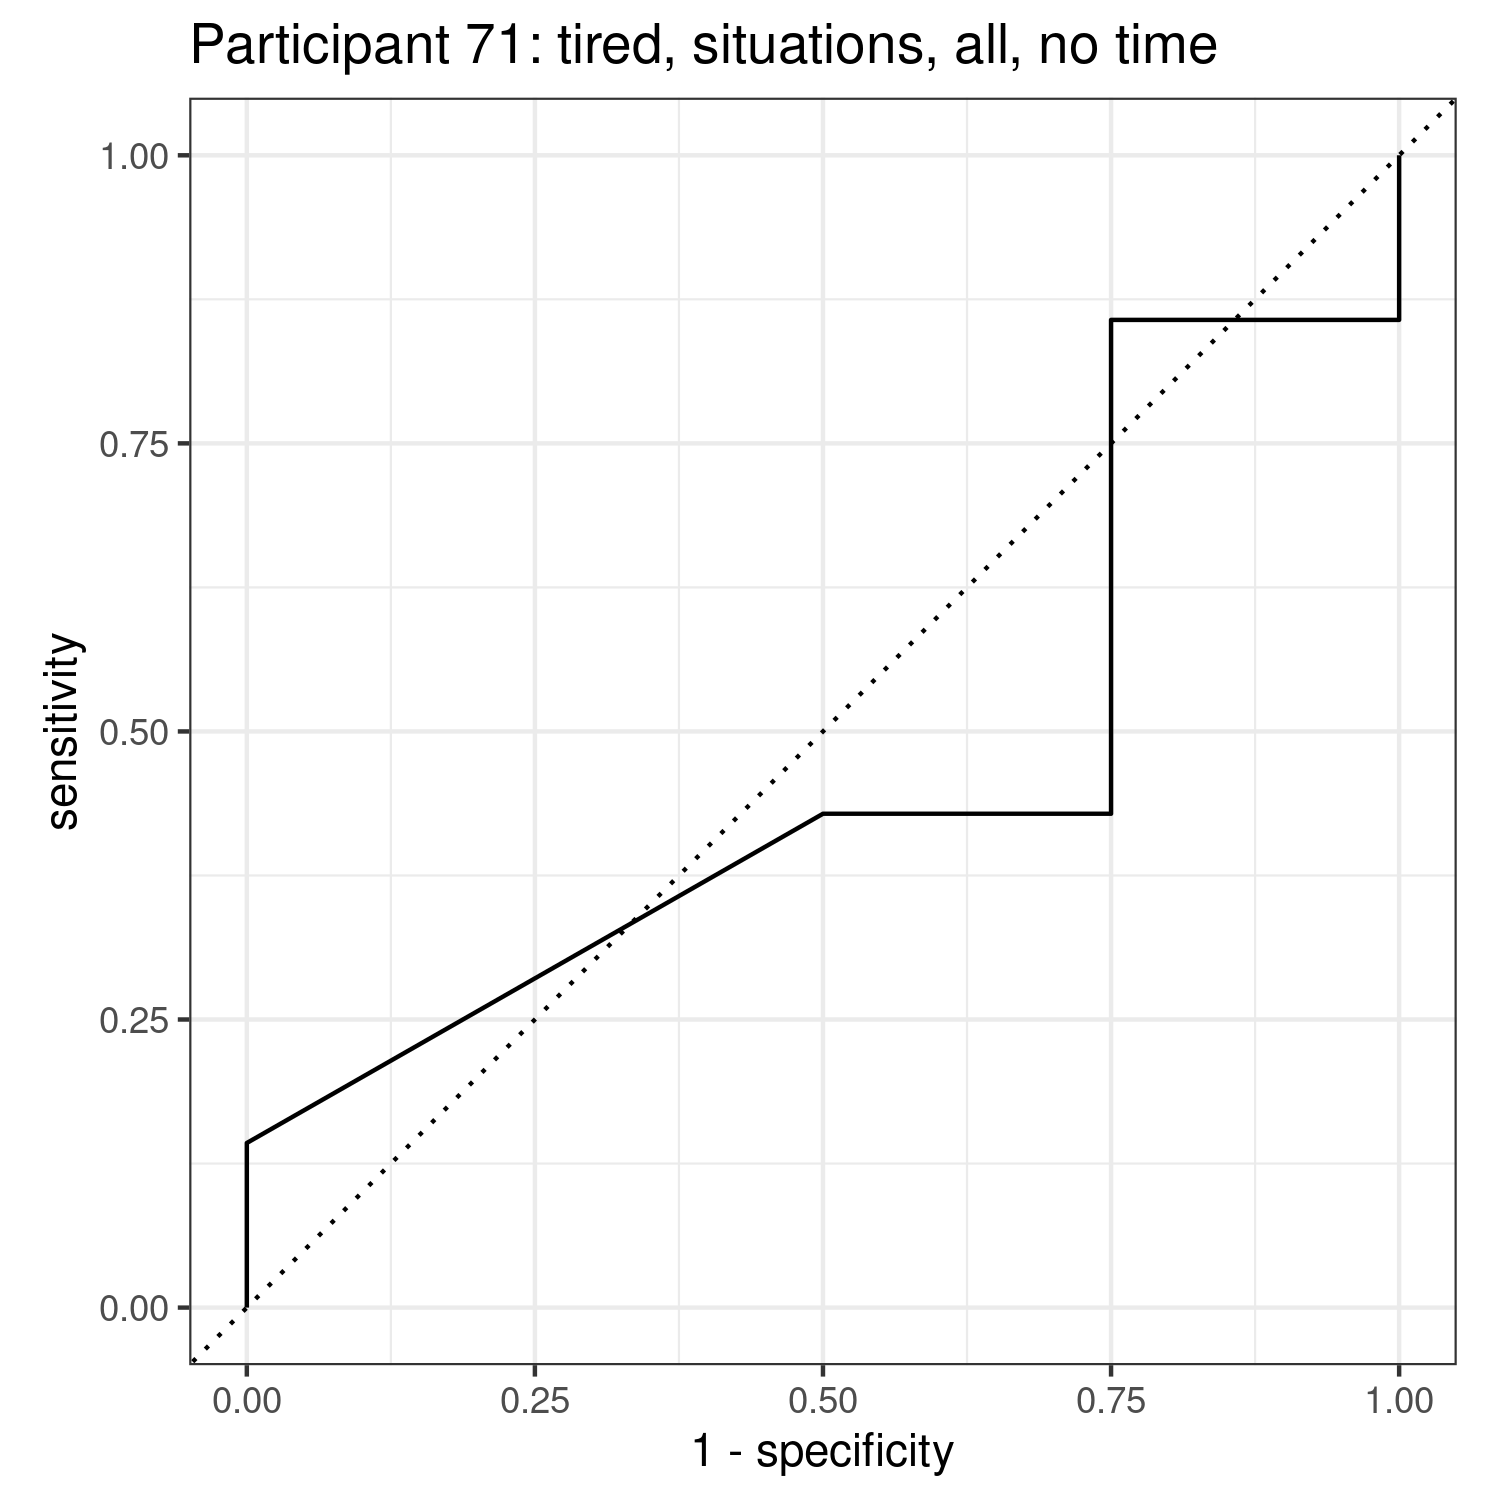 Participant 71: tired, situations, all, no time
1.00
0.75
0.50
0.25
0.00
sensitivity
0.00 0.25 0.50 0.75 1.00
1 - specificity